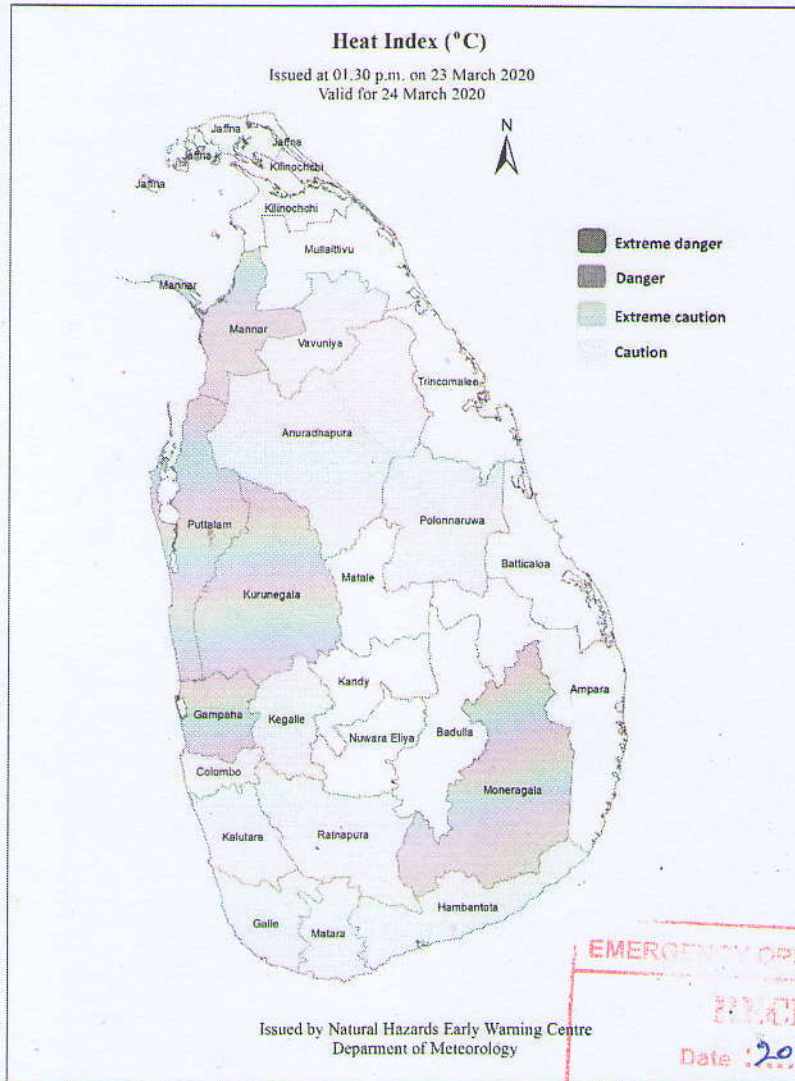 Heat Index (°C)
Issued at 01.30 p.m. on 23 March 2020
Valid for 24 March 2020
N
Jaffna
Jaffna
Jaffna
Kilinochchi
Jaffna
Kilinochchi
Mullaittivu
Extreme danger
Danger
Extreme caution
Caution
Mannar
Mannar
Vavuniya
Trincomalee
Anuradhapura
Polonnaruwa
Puttalam
Batticaloa
Matale
Kurunegala
Kandy
Ampara
Gampaha
Kegalle
Nuwara Eliya
Badulla
Colombo
Moneragala
Kalutara
Ratnapura
Hambantota
Galle
Matara
EMERGENCY
Issued by Natural Hazards Early Warning Centre
Deparment of Meteorology
Date : 20